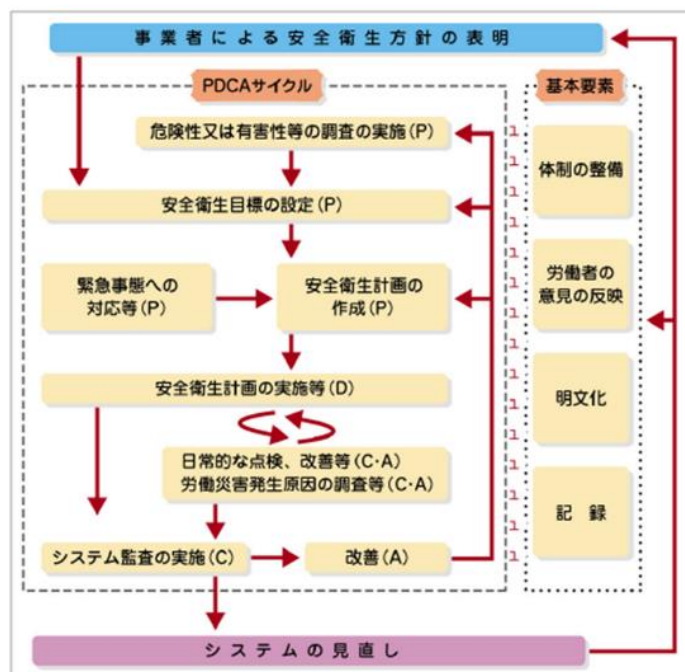 事業者による安全衛生方針の表明
PDCAサイクル
危険性又は有害性等の調査の実施(P)
安全衛生目標の設定(P)
緊急事態への
対応等(P)
安全衛生計画の
作成(P)
安全衛生計画の実施等(D)
日常的な点検、改善等(C・A)
労働災害発生原因の調査等(C・A)
システム監査の実施(C)
改善(A)
基本要素
体制の整備
労働者の
意見の反映
明文化
記 録
システムの見直し